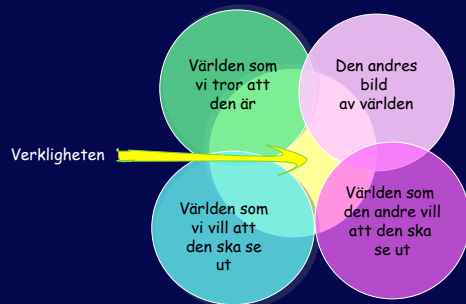 Världen som
vi tror att
den är
Den andres
bild
av världen
Verkligheten
Världen som
vi vill att
den ska se
ut
Världen som
den andre vill
att den ska
se ut